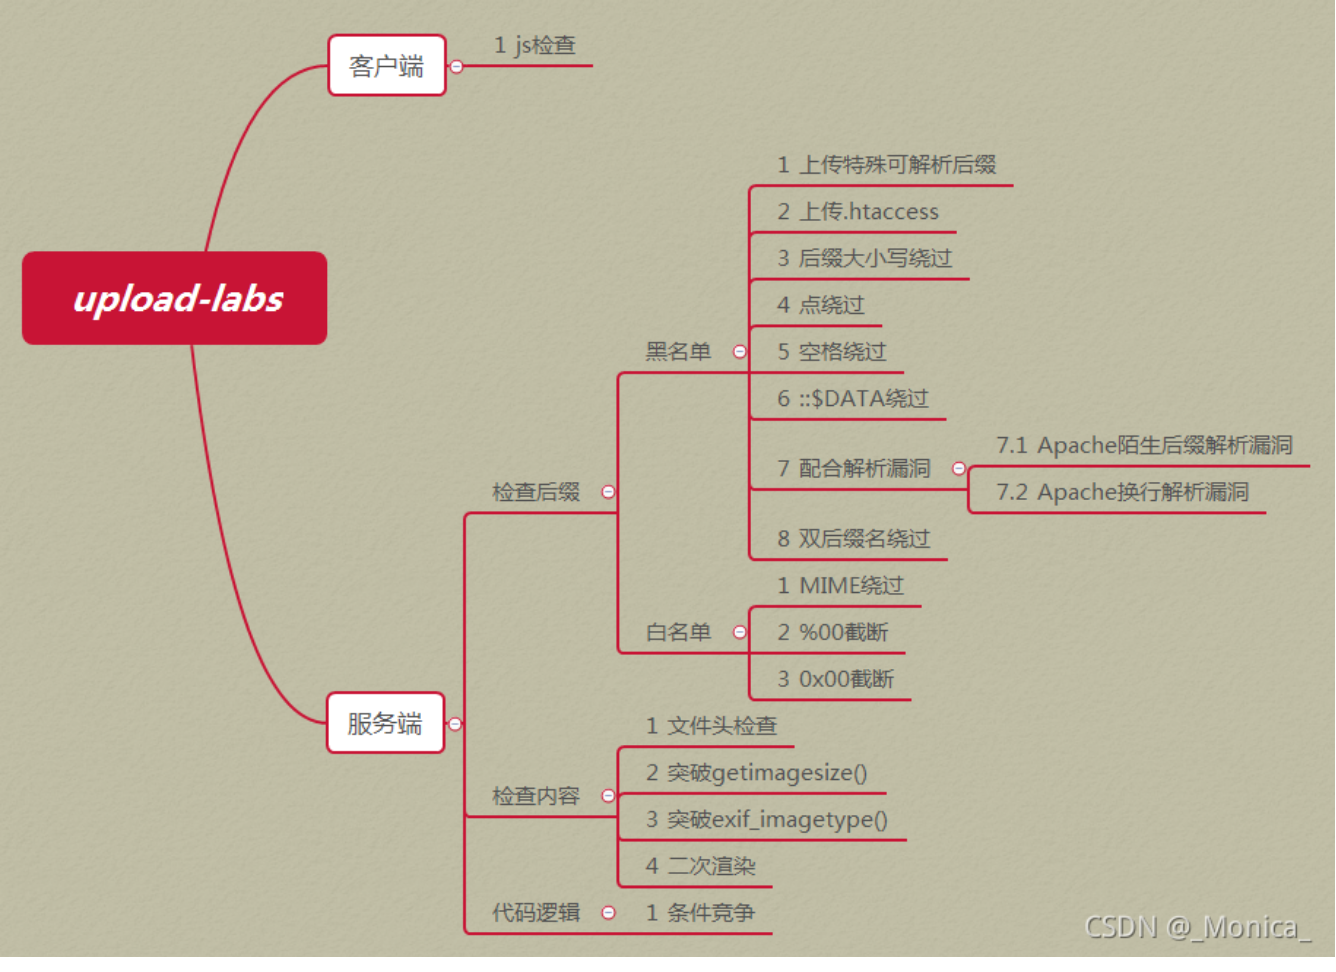 客户端
1 js检查
upload-labs
服务端
检查后缀
黑名单
1 上传特殊可解析后缀
2 上传.htaccess
3 后缀大小写绕过
4 点绕过
5 空格绕过
6 ::$DATA绕过
7 配合解析漏洞
7.1 Apache陌生后缀解析漏洞
7.2 Apache换行解析漏洞
8 双后缀名绕过
白名单
1 MIME绕过
2 %00截断
3 0x00截断
检查内容
1 文件头检查
2 突破getimagesize()
3 突破exif_imagetype()
4 二次渲染
代码逻辑
1 条件竞争
CSDN @_Monica_